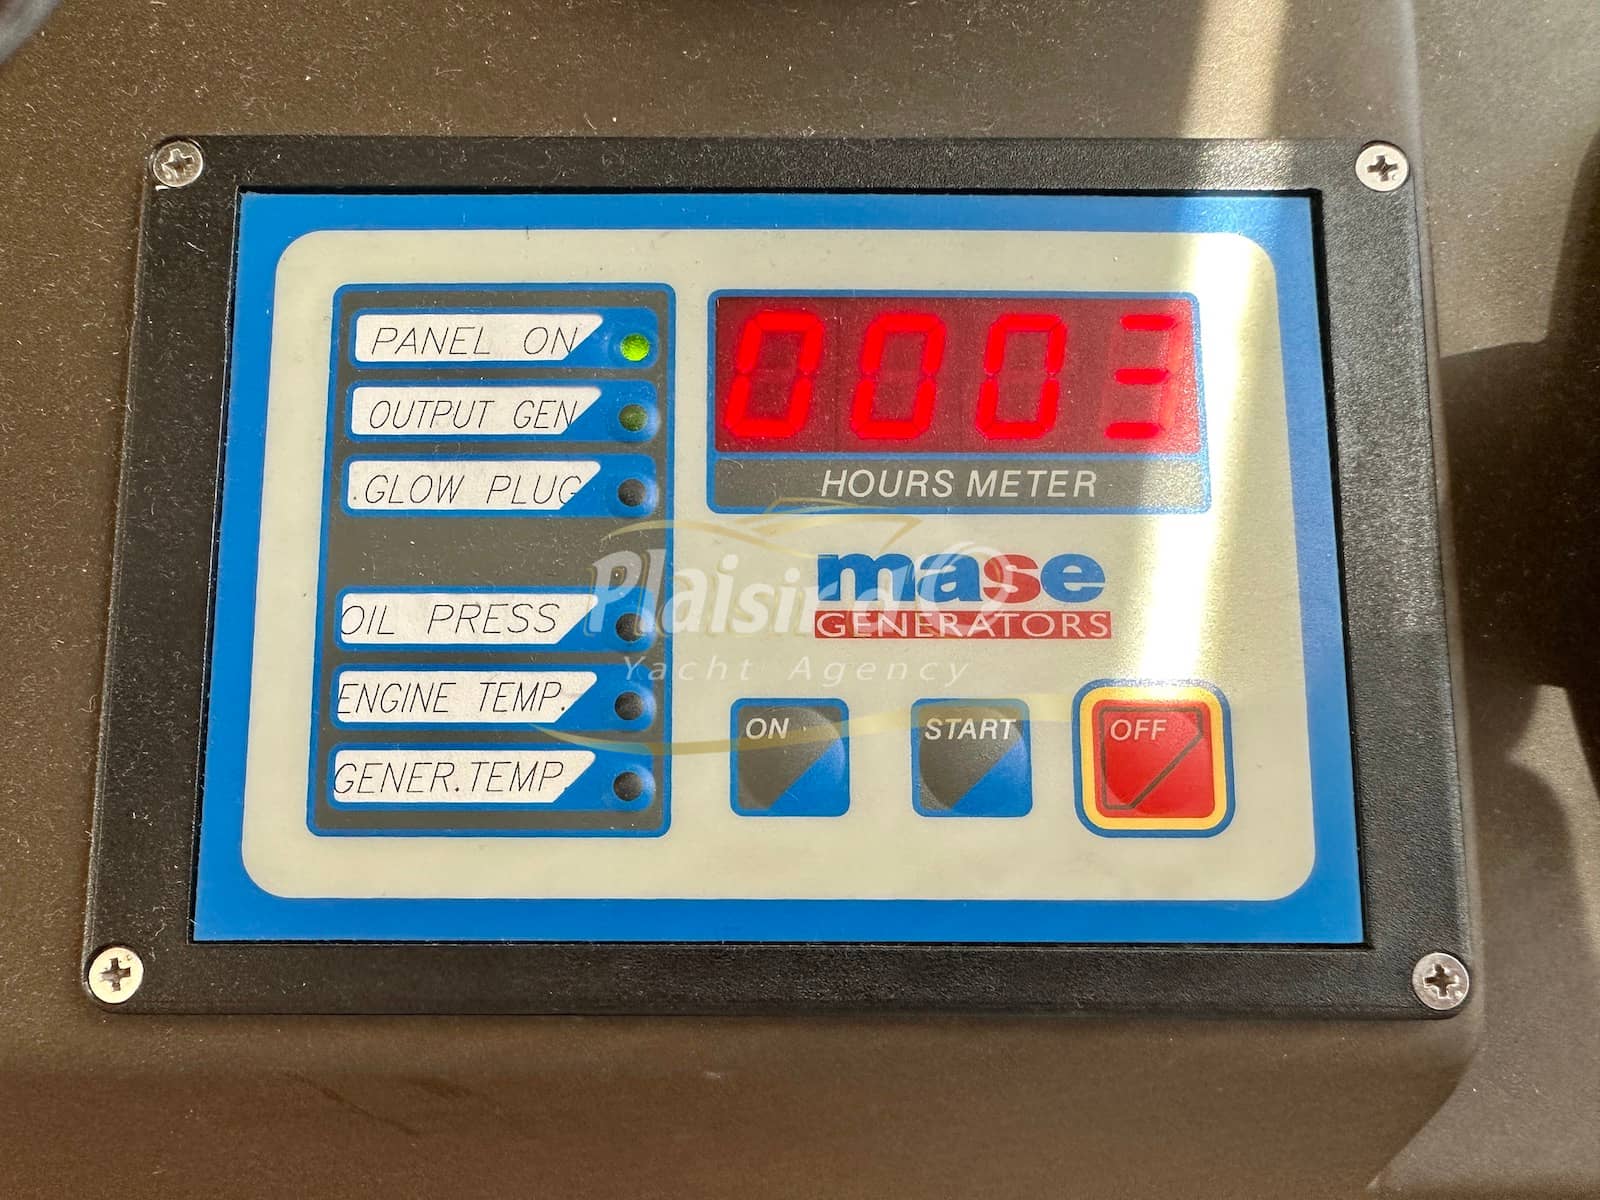 PANEL ON
OUTPUT GEN
.GLOW PLUG
OIL PRESS
ENGINE TEMP.
GENER.TEMP.
0003
HOURS METER
mase
GENERATORS
ON
START
OFF
Plaisird'O
Yacht Agency